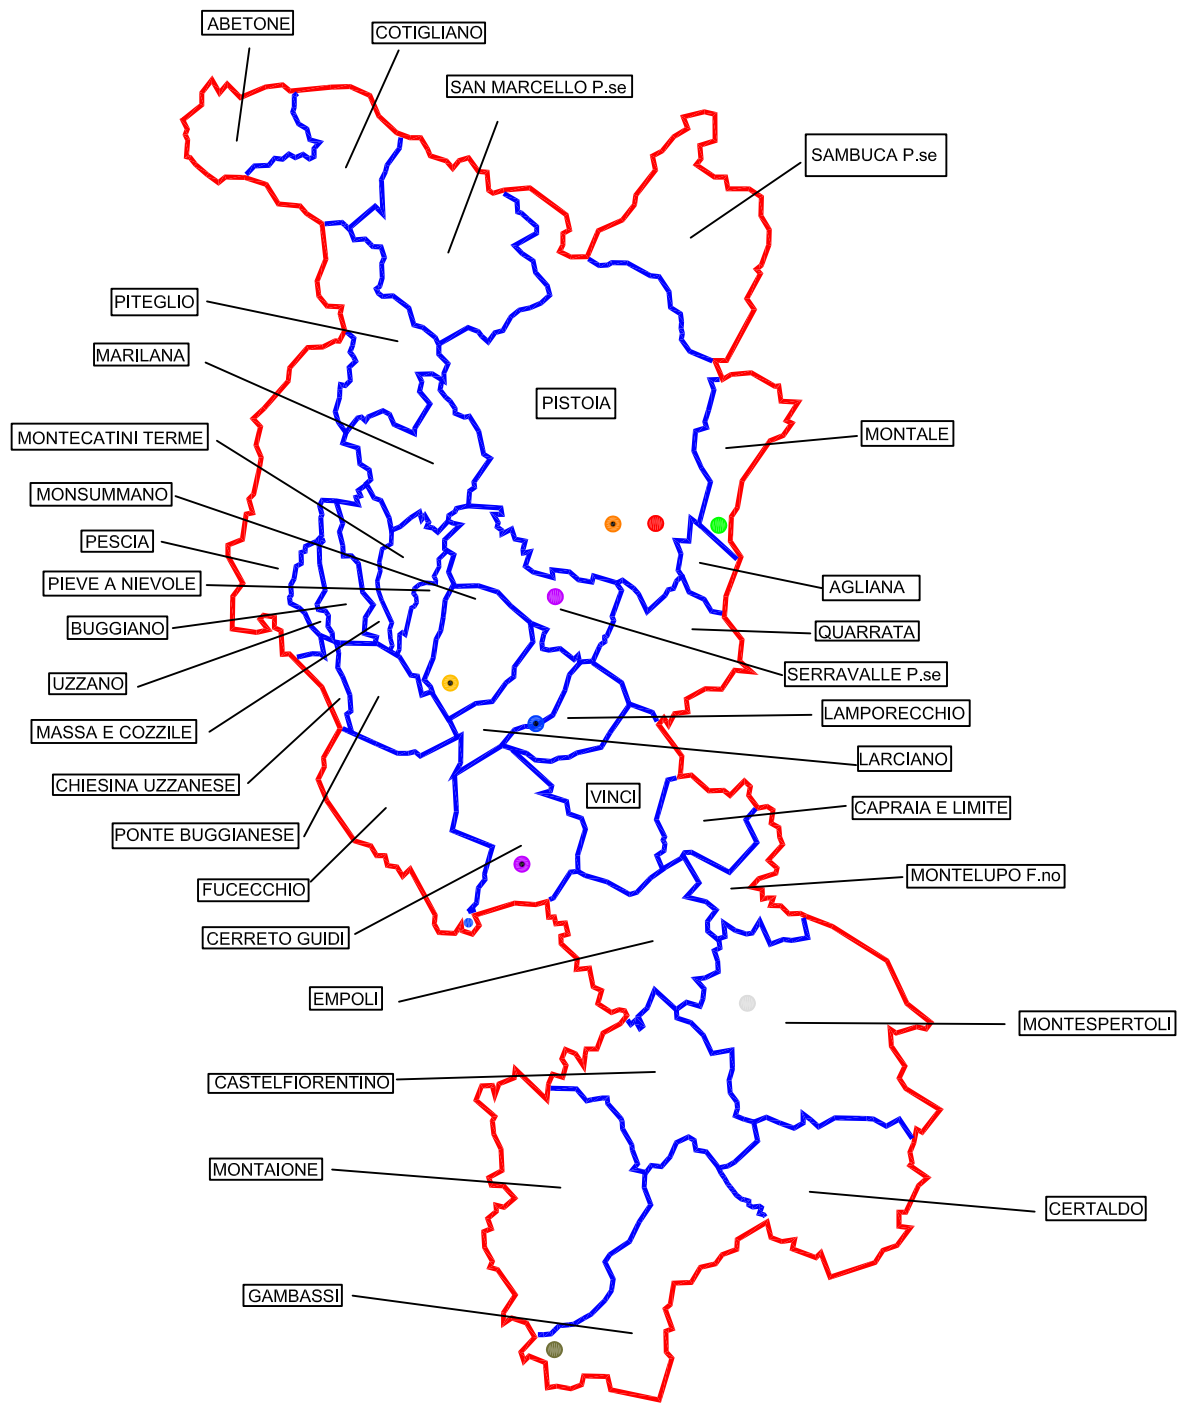 ABETONE
COTIGLIANO
SAN MARCELLO P.se
SAMBUCA P.se
PITEGLIO
MARILANA
PISTOIA
MONTECATINI TERME
MONTALE
MONSUMMANO
PESCIA
PIEVE A NIEVOLE
AGLIANA
BUGGIANO
QUARRATA
UZZANO
SERRAVALLE P.se
MASSA E COZZILE
LAMPORECCHIO
LARCIANO
CHIESINA UZZANESE
VINCI
CAPRAIA E LIMITE
PONTE BUGGIANESE
FUCECCHIO
MONTELUPO F.no
CERRETO GUIDI
EMPOLI
MONTESPERTOLI
CASTELFIORENTINO
MONTAIONE
CERTALDO
GAMBASSI